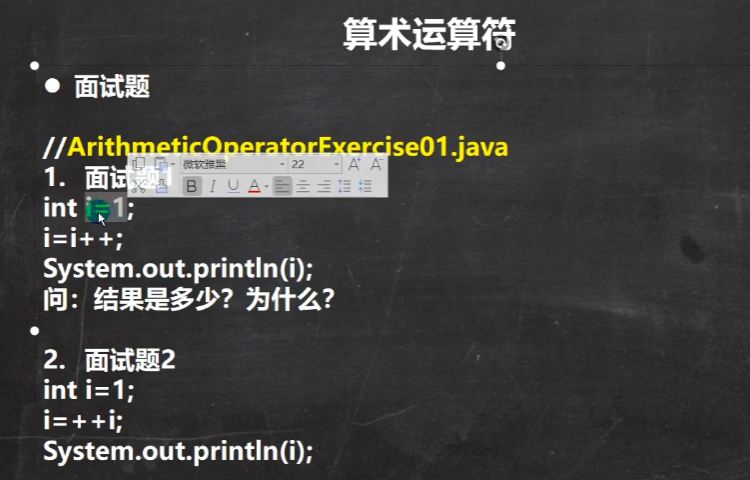 算术运算符
● 面试题
//ArithmeticOperatorExercise01.java
微软雅黑 22 A A
1. 面试题1
B I U A
int i=1;
i=i++;
System.out.println(i);
问：结果是多少？为什么？
2. 面试题2
int i=1;
i=++i;
System.out.println(i);